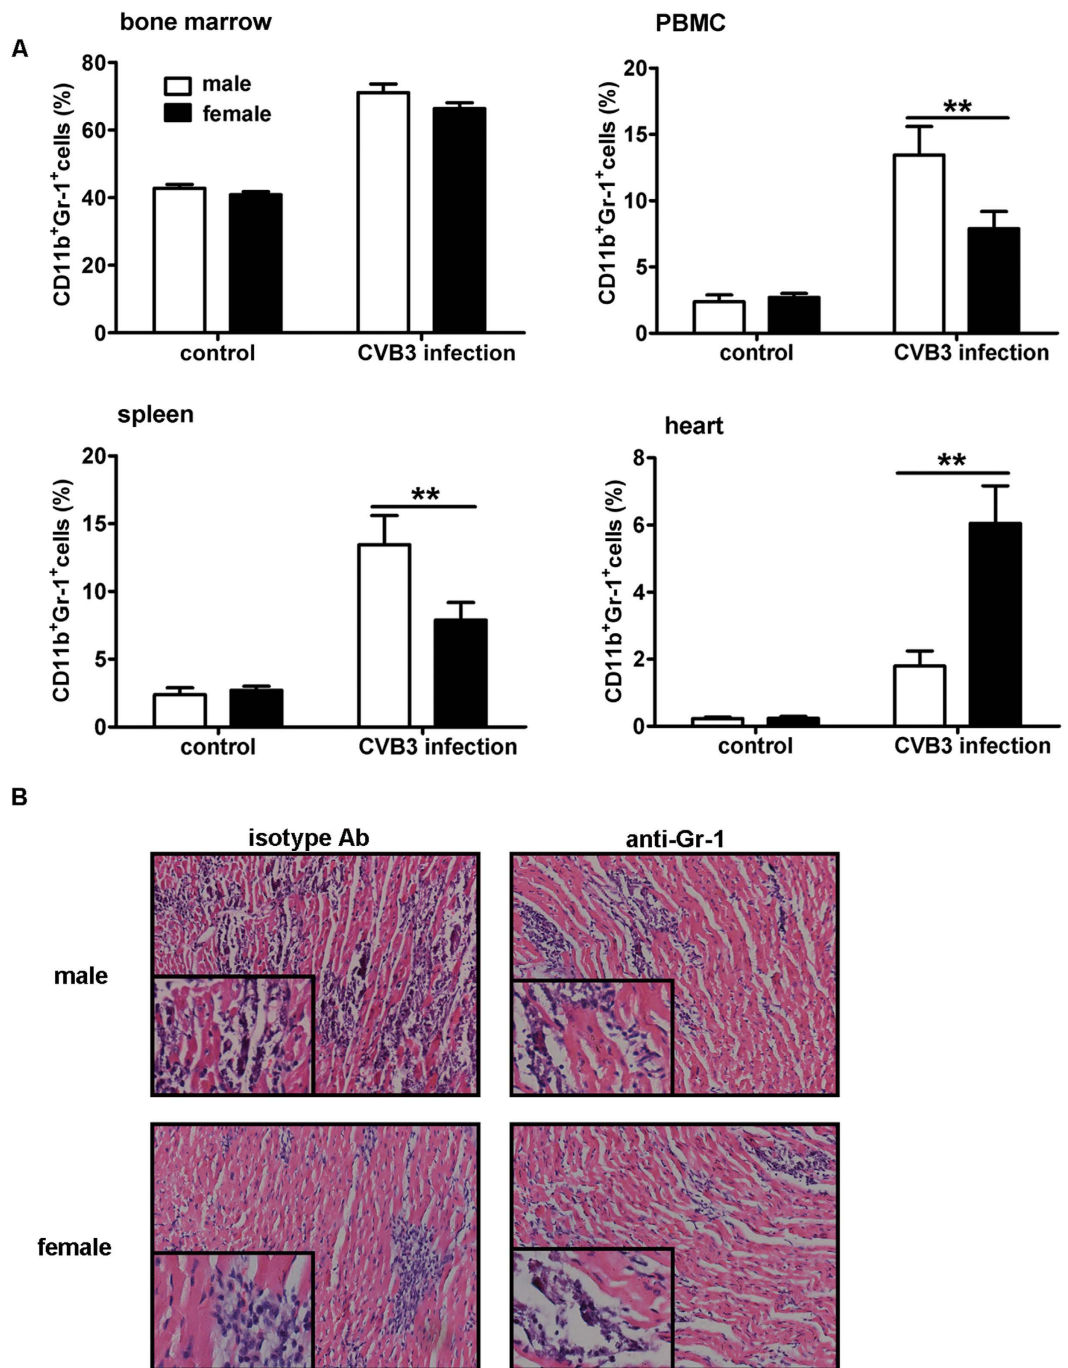 A
bone marrow
CD11b+Gr-1+cells (%)
80
60
40
20
0
male
female
control
CVB3 infection
PBMC
CD11b+Gr-1+cells (%)
20
15
10
5
0
**
control
CVB3 infection
spleen
CD11b+Gr-1+cells (%)
20
15
10
5
0
**
control
CVB3 infection
heart
CD11b+Gr-1+cells (%)
8
6
4
2
0
**
control
CVB3 infection
B
isotype Ab
anti-Gr-1
male
female